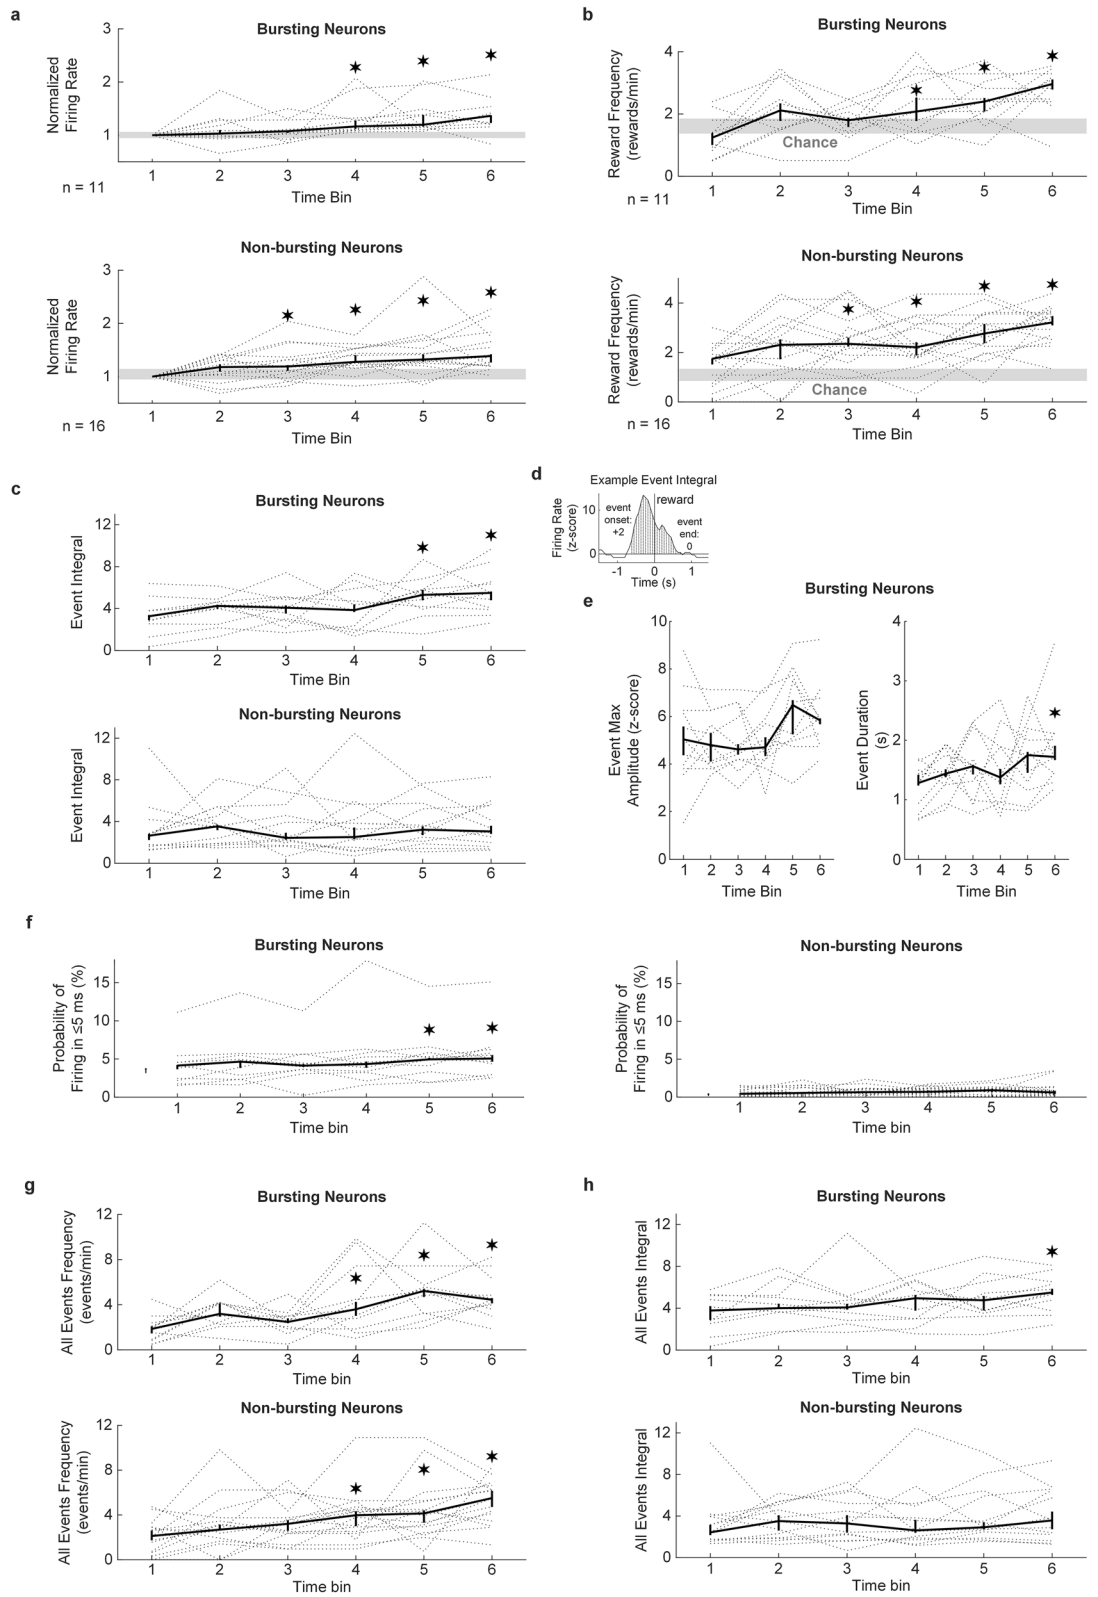 a
Bursting Neurons
Normalized
Firing Rate
3
2
1
1 2 3 4 5 6
Time Bin
n = 11
Non-bursting Neurons
Normalized
Firing Rate
3
2
1
1 2 3 4 5 6
Time Bin
n = 16
b
Bursting Neurons
Reward Frequency
(rewards/min)
4
2
0
Chance
1 2 3 4 5 6
Time Bin
n = 11
Non-bursting Neurons
Reward Frequency
(rewards/min)
4
2
0
Chance
1 2 3 4 5 6
Time Bin
n = 16
c
Bursting Neurons
Event Integral
12
8
4
0
1 2 3 4 5 6
Time Bin
Non-bursting Neurons
Event Integral
12
8
4
0
1 2 3 4 5 6
Time Bin
d
Example Event Integral
Firing Rate
(z-score)
10
0
event
onset:
+2
reward
event
end:
0
-1 0 1
Time (s)
e
Bursting Neurons
Event Max
Amplitude (z-score)
10
8
6
4
2
0
1 2 3 4 5 6
Time Bin
Event Duration
(s)
4
3
2
1
0
1 2 3 4 5 6
Time Bin
f
Bursting Neurons
Probability of
Firing in ≤5 ms (%)
15
10
5
0
1 2 3 4 5 6
Time bin
Non-bursting Neurons
Probability of
Firing in ≤5 ms (%)
15
10
5
0
1 2 3 4 5 6
Time bin
g
Bursting Neurons
All Events Frequency
(events/min)
12
8
4
0
1 2 3 4 5 6
Time bin
Non-bursting Neurons
All Events Frequency
(events/min)
12
8
4
0
1 2 3 4 5 6
Time bin
h
Bursting Neurons
All Events Integral
12
8
4
0
1 2 3 4 5 6
Time bin
Non-bursting Neurons
All Events Integral
12
8
4
0
1 2 3 4 5 6
Time bin